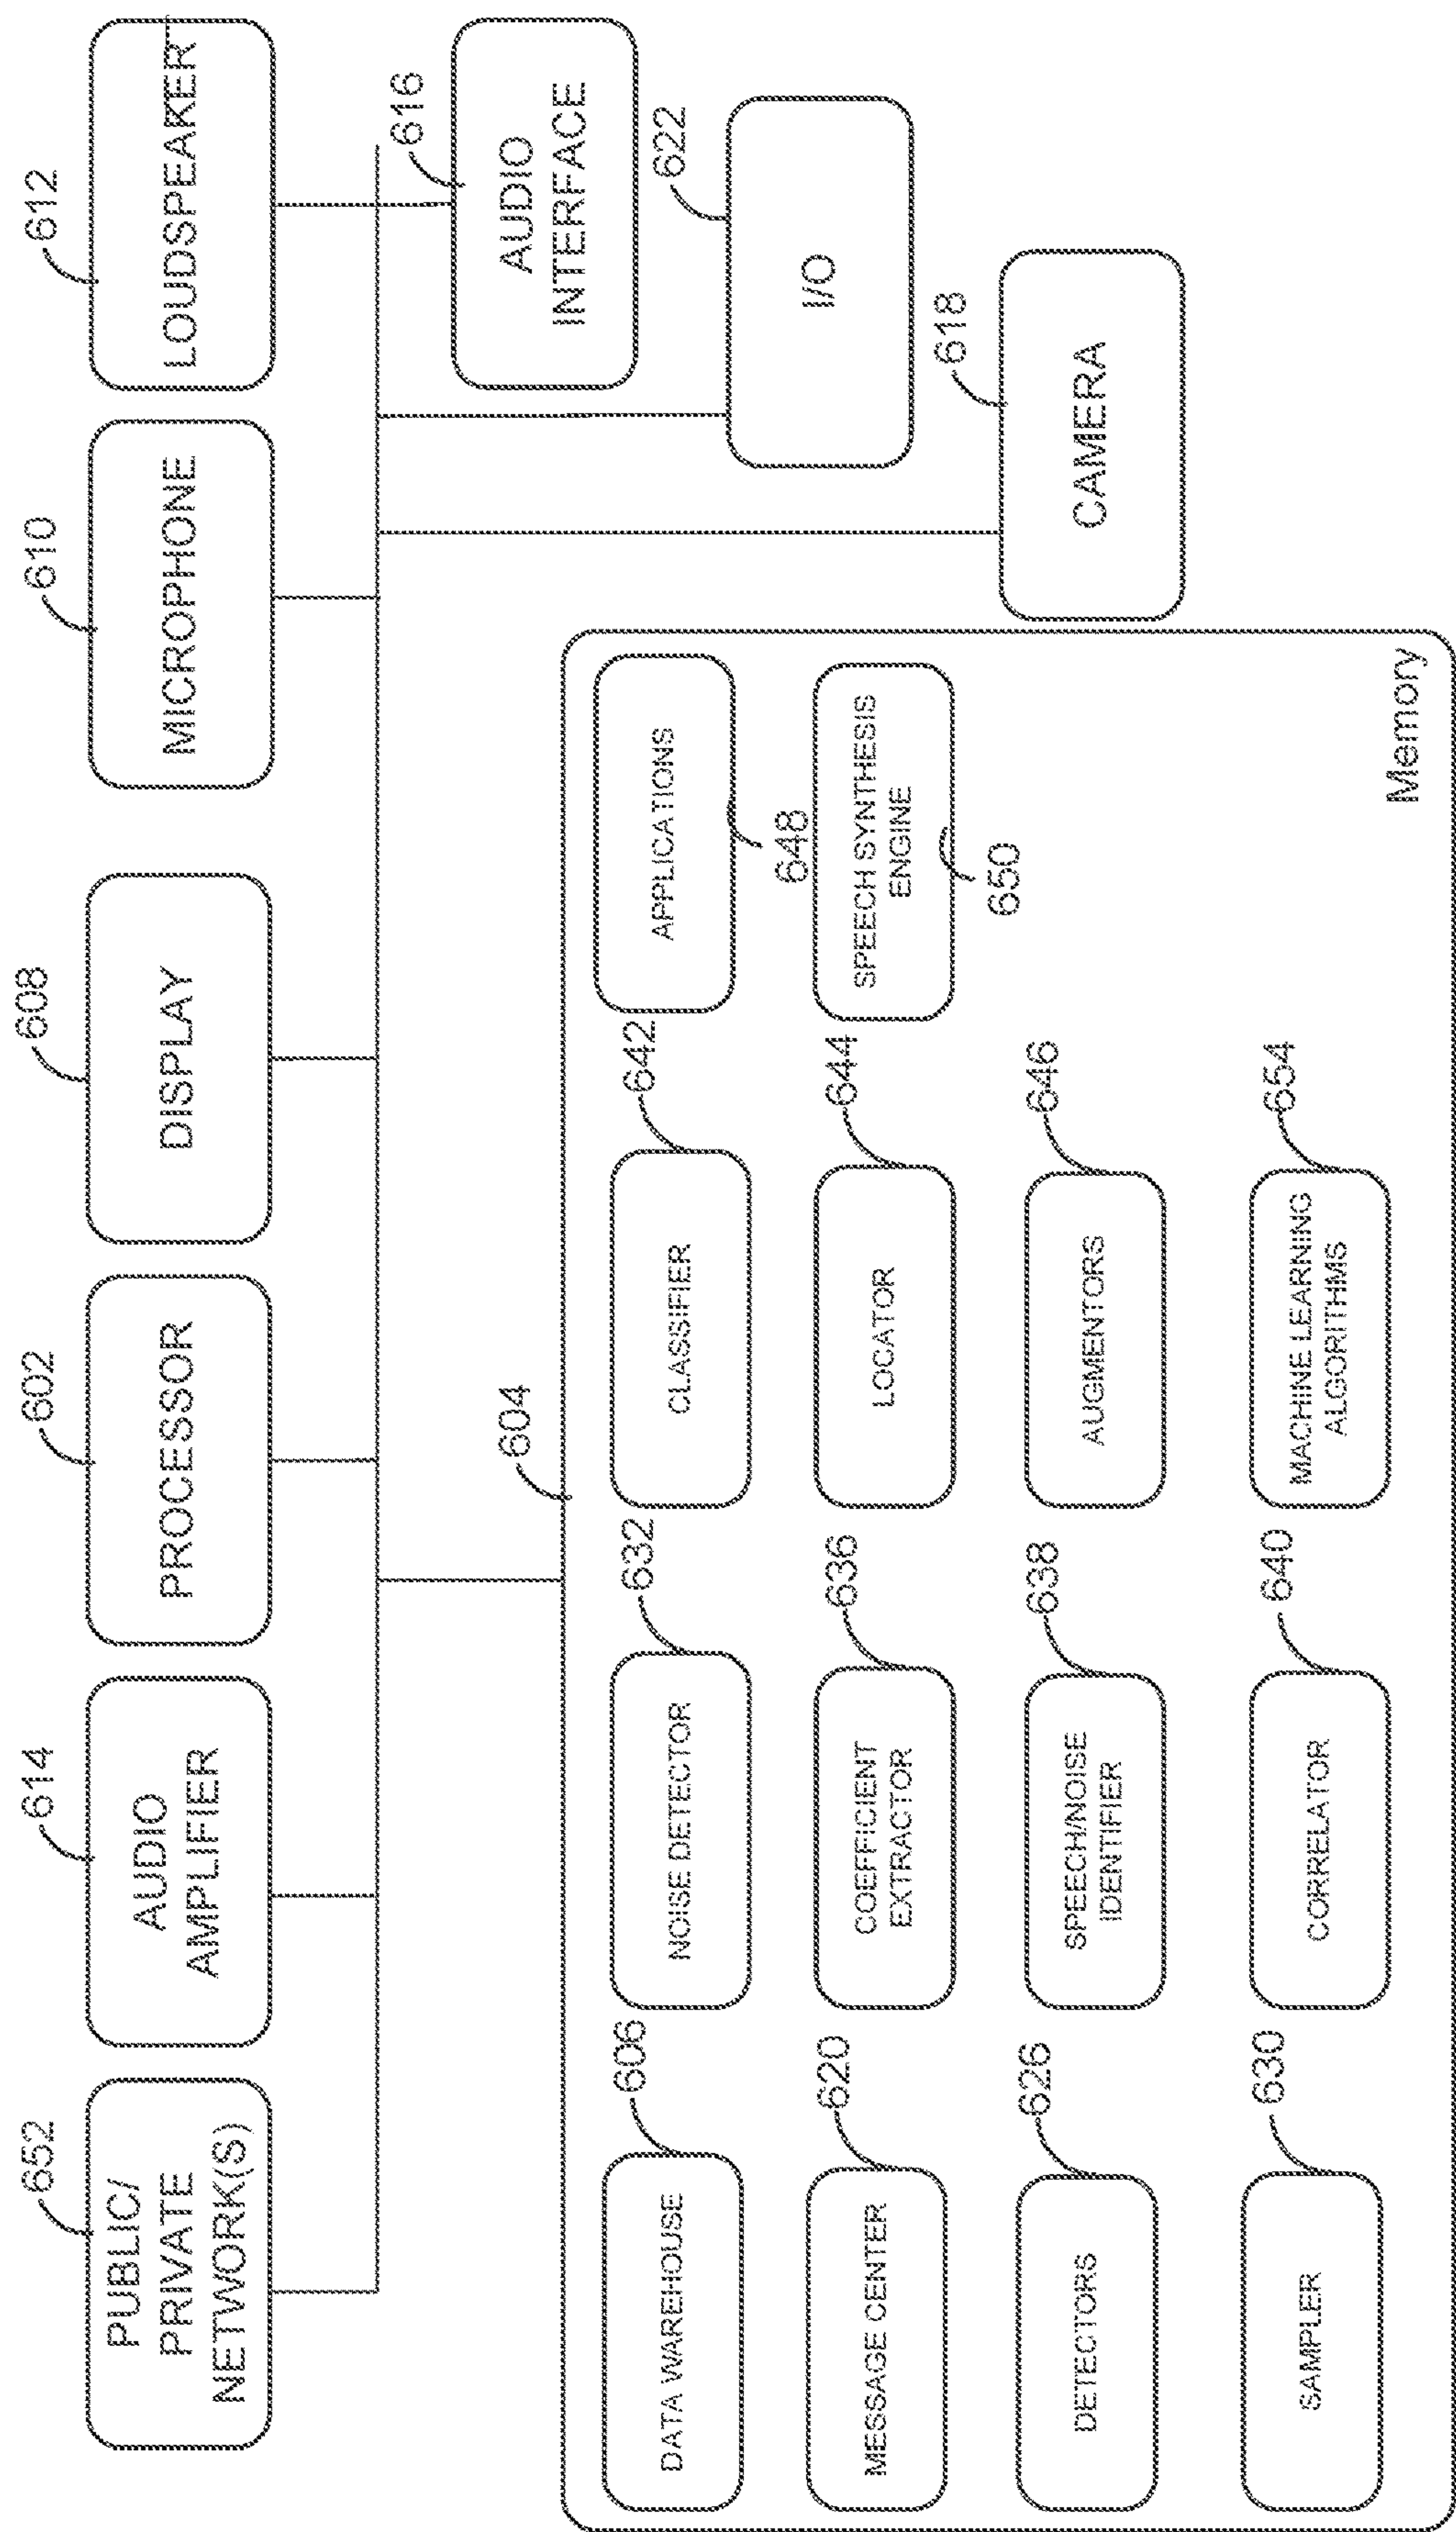 652
PUBLIC/
PRIVATE
NETWORK(S)
614
AUDIO
AMPLIFIER
602
PROCESSOR
608
DISPLAY
610
MICROPHONE
612
LOUDSPEAKER
616
AUDIO
INTERFACE
622
I/O
618
CAMERA
604
606
DATA WAREHOUSE
632
NOISE DETECTOR
642
CLASSIFIER
APPLICATIONS
648
620
MESSAGE CENTER
636
COEFFICIENT
EXTRACTOR
644
LOCATOR
SPEECH SYNTHESIS
ENGINE
650
626
DETECTORS
638
SPEECH/NOISE
IDENTIFIER
646
AUGMENTORS
630
SAMPLER
640
CORRELATOR
654
MACHINE LEARNING
ALGORITHMS
Memory